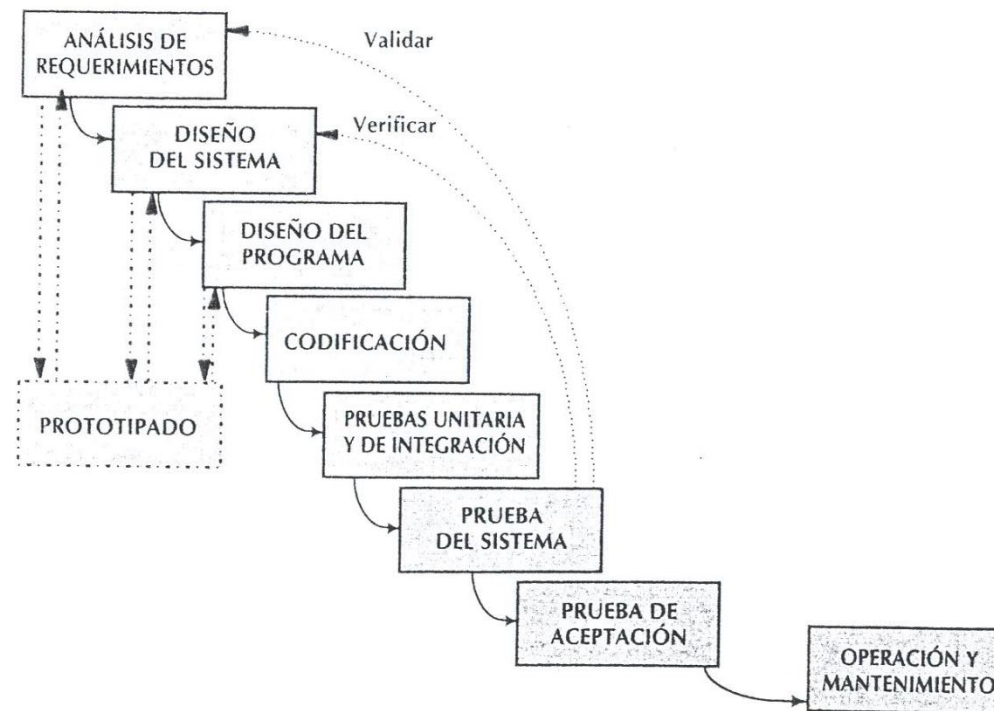 ANÁLISIS DE
REQUERIMIENTOS
Validar
DISEÑO
DEL SISTEMA
Verificar
DISEÑO DEL
PROGRAMA
CODIFICACIÓN
PROTOTIPADO
PRUEBAS UNITARIA
Y DE INTEGRACIÓN
PRUEBA
DEL SISTEMA
PRUEBA DE
ACEPTACIÓN
OPERACIÓN Y
MANTENIMIENTO